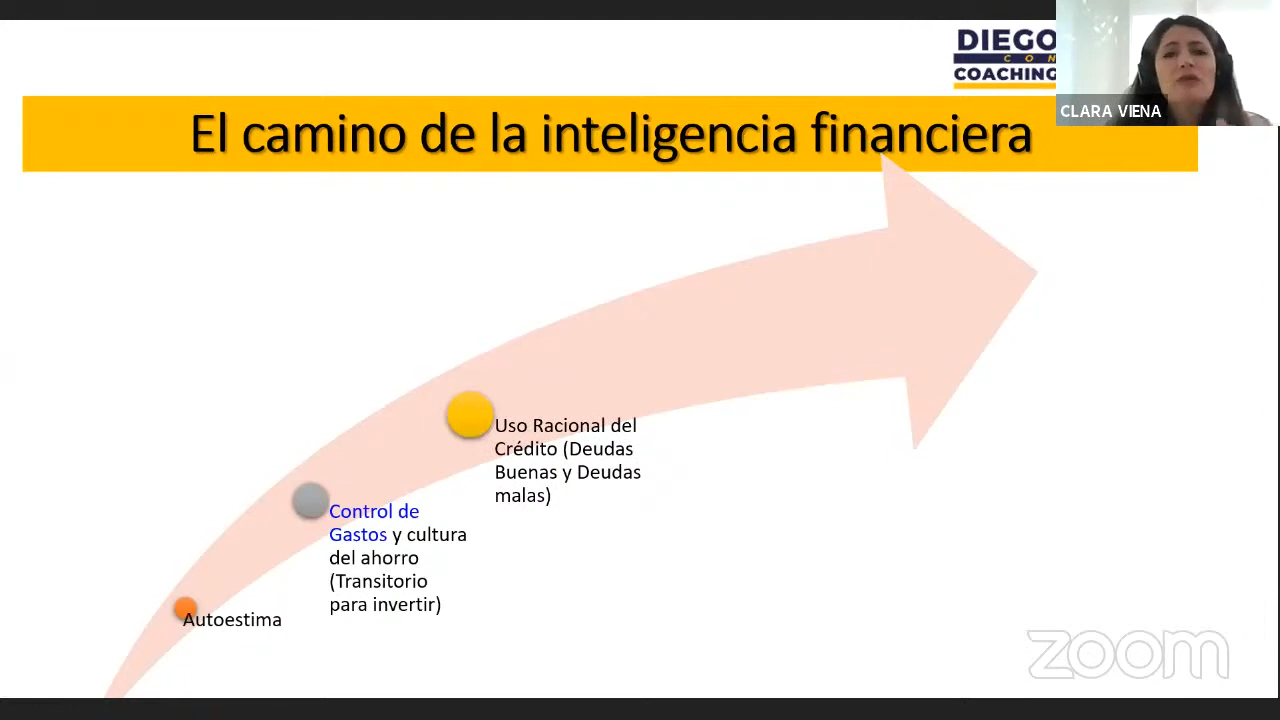 DIEGO
CON
COACHING
CLARA VIENA
El camino de la inteligencia financiera
Uso Racional del
Crédito (Deudas
Buenas y Deudas
malas)
Control de
Gastos y cultura
del ahorro
(Transitorio
para invertir)
Autoestima
zoom